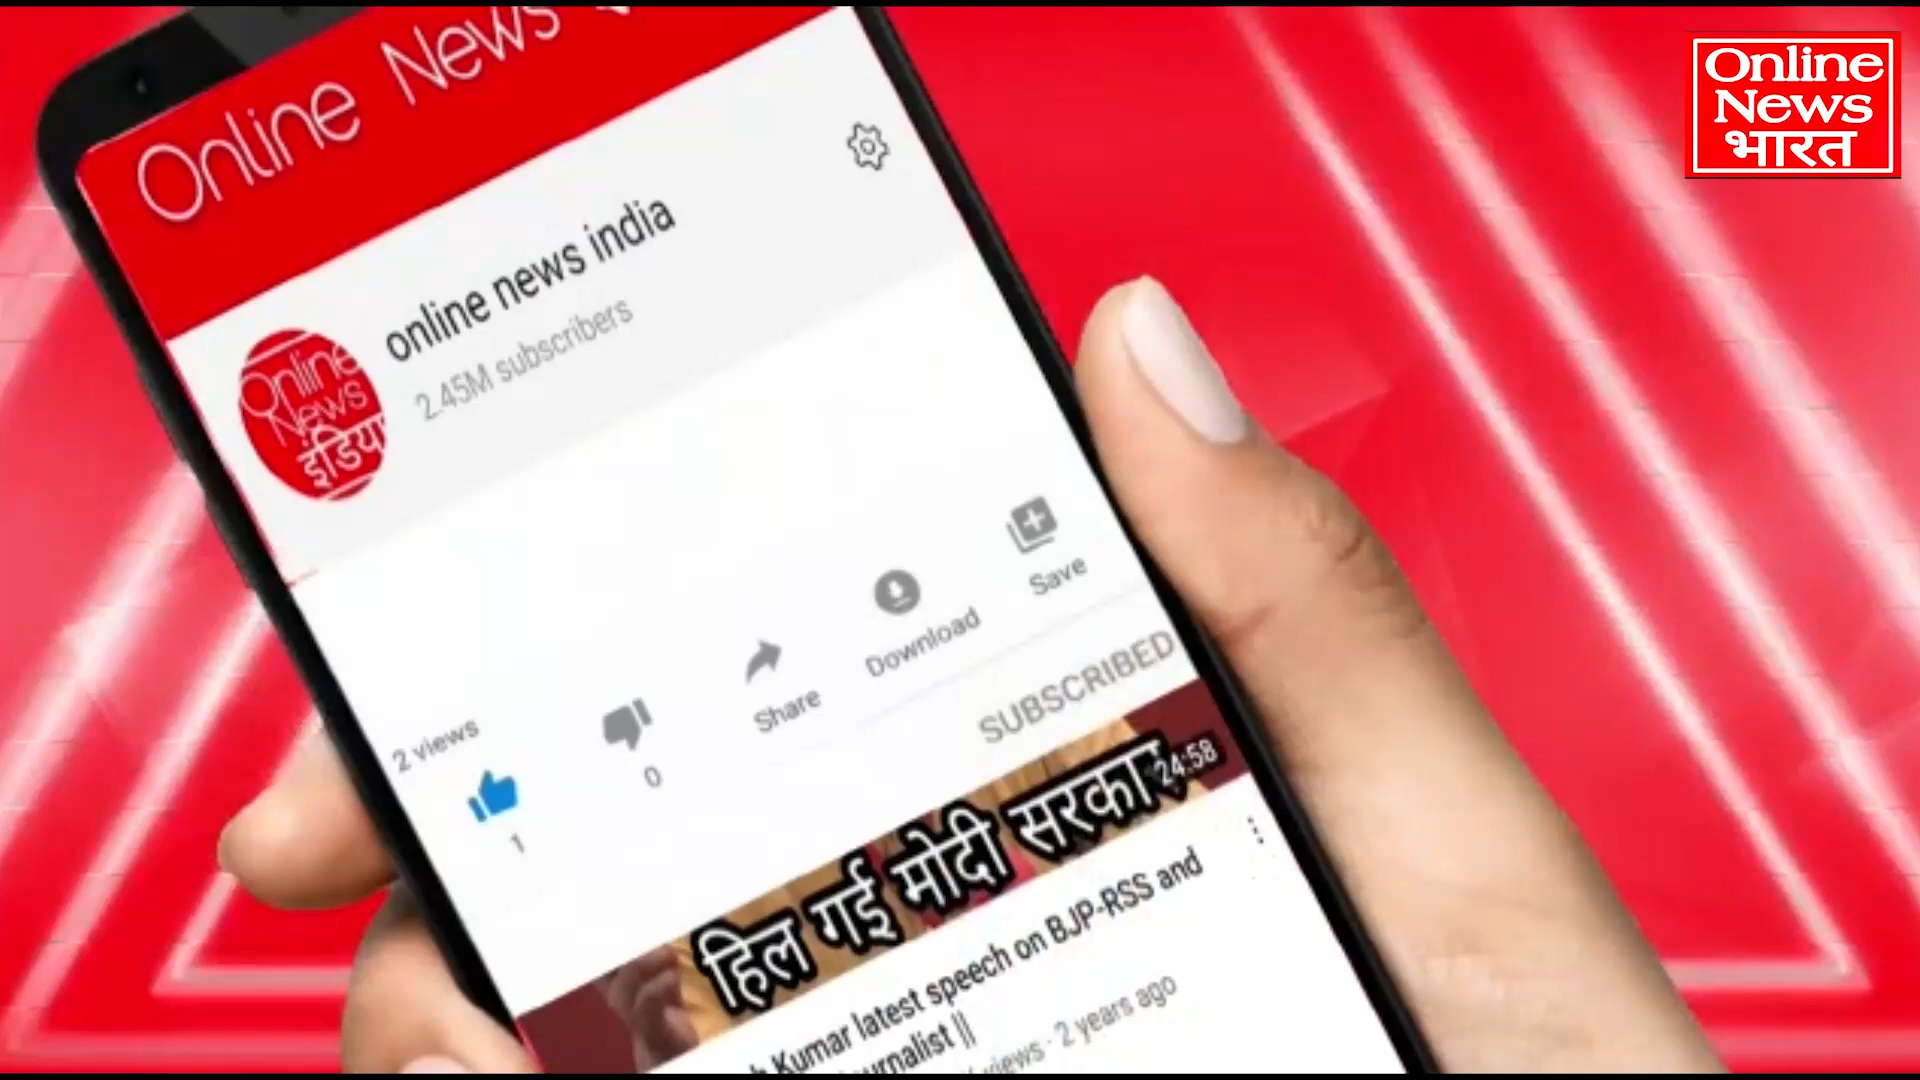 Online News
Online
News
भारत
online news india
2.45M subscribers
Online
News
इंडिया
2 views
1
0
Share
Download
Save
SUBSCRIBED
हिल गई मोदी सरकार
24:58
Kumar latest speech on BJP-RSS and
views · 2 years ago